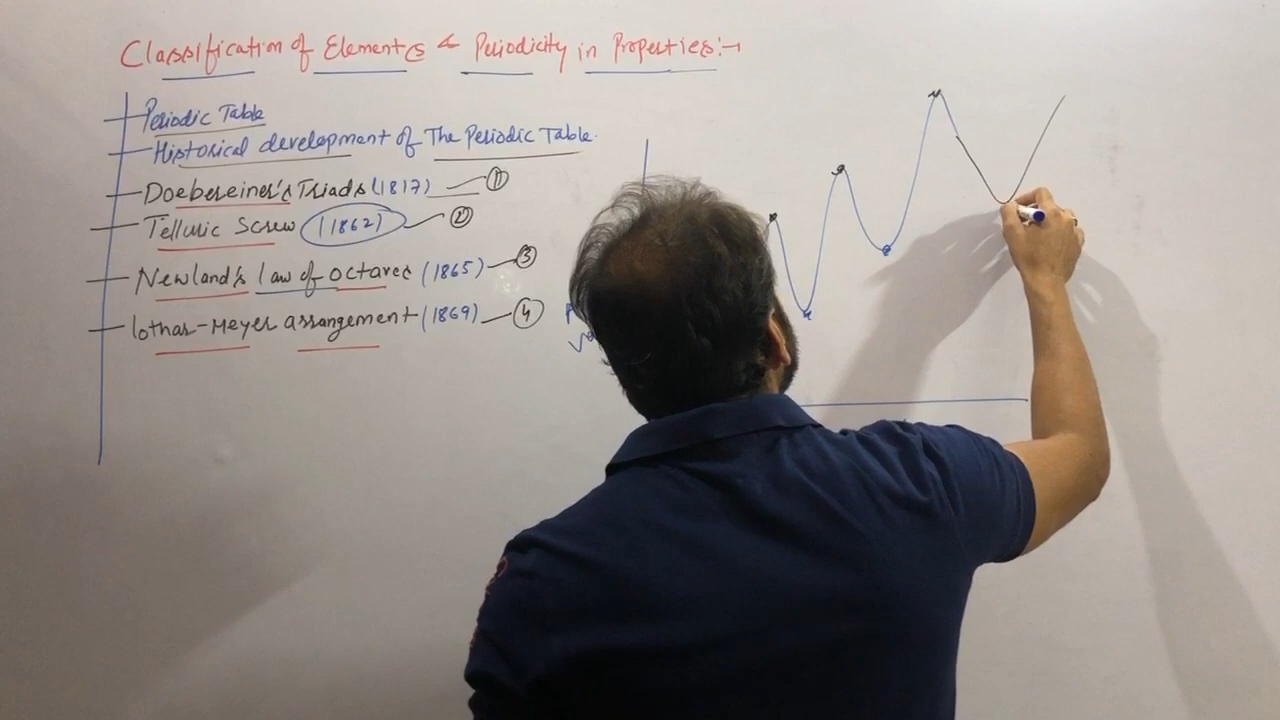 Classification of Elements & Periodicity in Properties:-
Periodic Table
Historical development of The Periodic Table.
Doebereiner's Triads (1817) 1
Telluric Screw (1862) 2
Newland's law of octaves (1865) 3
lothar-Meyer arrangement (1869) 4